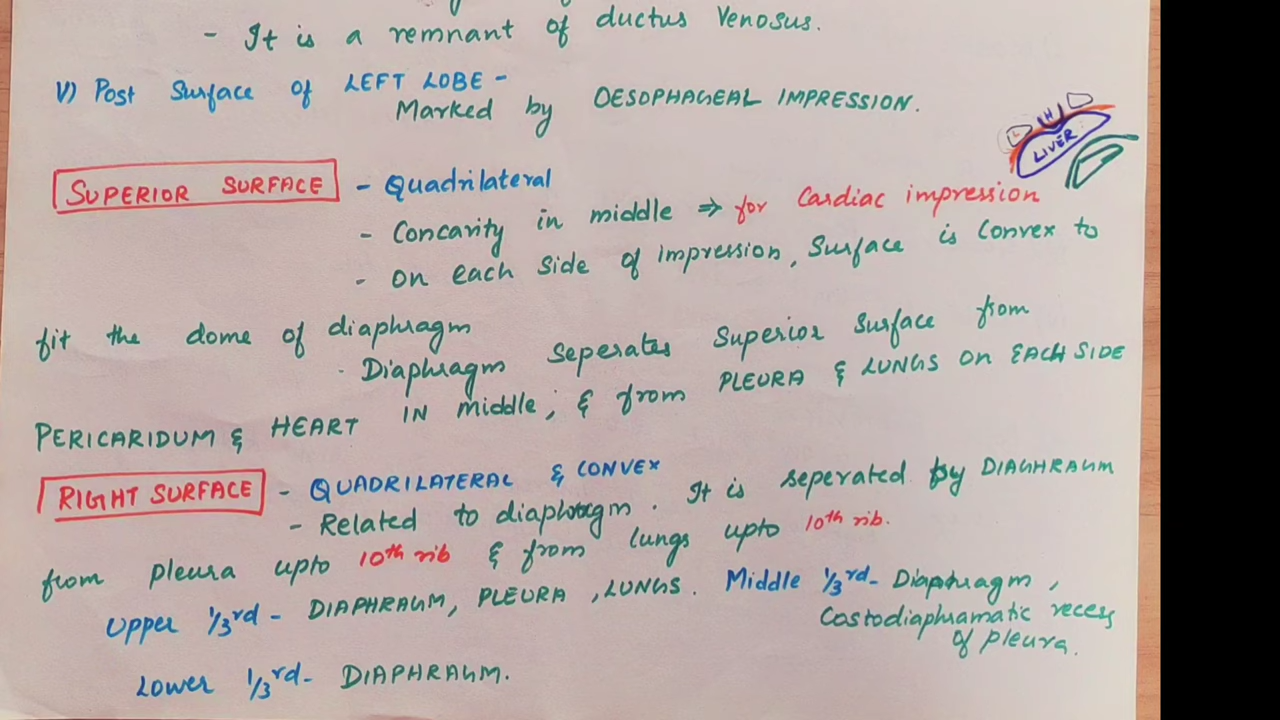 - It is a remnant of ductus Venosus.
V) Post Surface of LEFT LOBE -
Marked by OESOPHAGEAL IMPRESSION.
L H
LIVER
SUPERIOR SURFACE - Quadrilateral
- Concavity in middle ⇒ for Cardiac impression
- On each side of impression, Surface is Convex to
fit the dome of diaphragm
. Diaphragm seperates Superior Surface from
PERICARIDUM & HEART IN middle, & from PLEURA & LUNGS ON EACH SIDE
RIGHT SURFACE - QUADRILATERAL & CONVEX
- Related to diaphragm. It is seperated by DIAGHRAGM
from pleura upto 10th rib & from lungs upto 10th rib.
Upper 1/3rd - DIAPHRAGM, PLEURA, LUNGS. Middle 1/3rd - Diaphragm,
Costodiaphramatic recess
of pleura.
Lower 1/3rd - DIAPHRAGM.